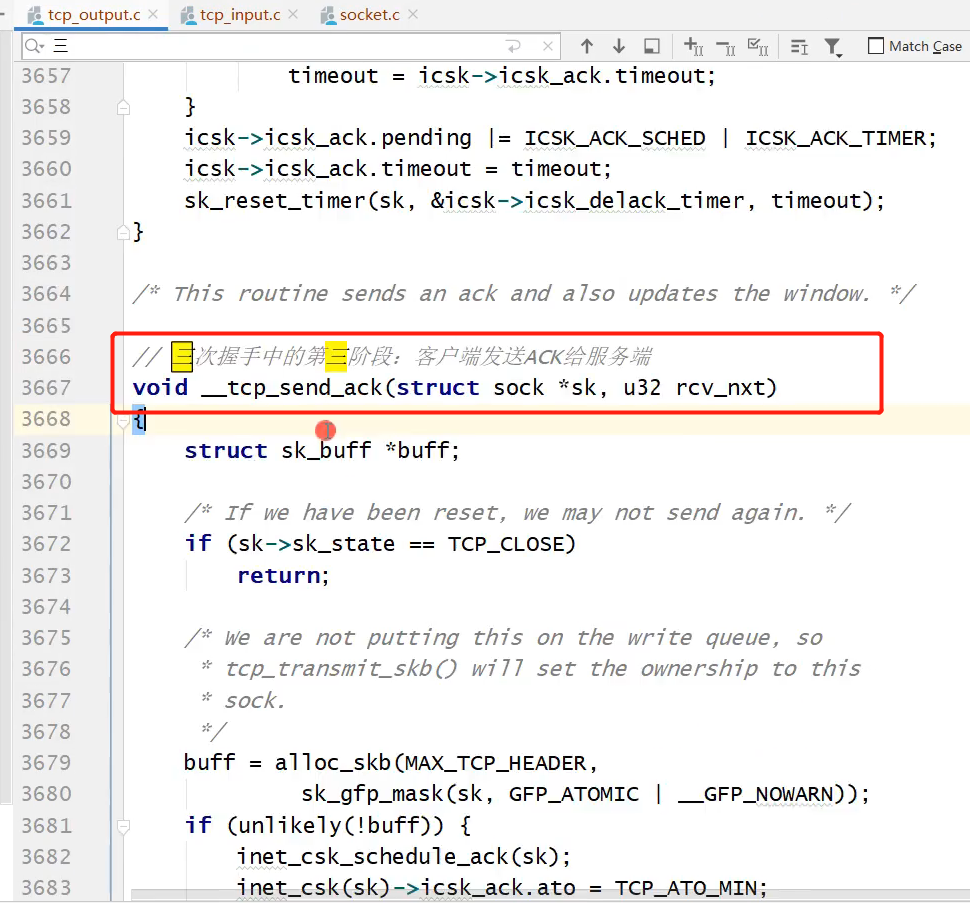 tcp_output.c tcp_input.c socket.c
三 Match Case
3657 timeout = icsk->icsk_ack.timeout;
3658 }
3659 icsk->icsk_ack.pending |= ICSK_ACK_SCHED | ICSK_ACK_TIMER;
3660 icsk->icsk_ack.timeout = timeout;
3661 sk_reset_timer(sk, &icsk->icsk_delack_timer, timeout);
3662 }
3663
3664 /* This routine sends an ack and also updates the window. */
3665
3666 // 三次握手中的第三阶段：客户端发送ACK给服务端
3667 void __tcp_send_ack(struct sock *sk, u32 rcv_nxt)
3668 {
3669 struct sk_buff *buff;
3670
3671 /* If we have been reset, we may not send again. */
3672 if (sk->sk_state == TCP_CLOSE)
3673 return;
3674
3675 /* We are not putting this on the write queue, so
3676 * tcp_transmit_skb() will set the ownership to this
3677 * sock.
3678 */
3679 buff = alloc_skb(MAX_TCP_HEADER,
3680 sk_gfp_mask(sk, GFP_ATOMIC | __GFP_NOWARN));
3681 if (unlikely(!buff)) {
3682 inet_csk_schedule_ack(sk);
3683 inet_csk(sk)->icsk_ack.ato = TCP_ATO_MIN;